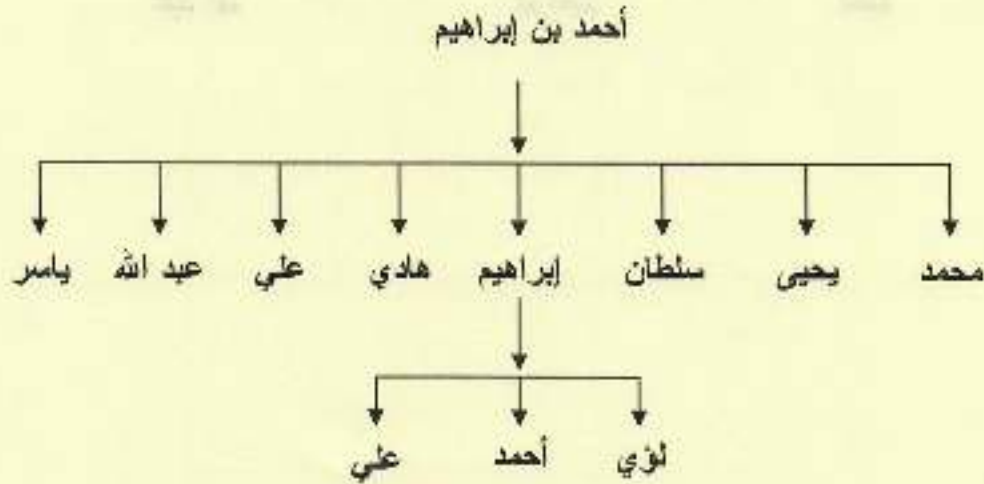 أحمد بن إبراهيم
محمد يحيى سلطان إبراهيم هادي علي عبد الله ياسر
لؤي أحمد علي